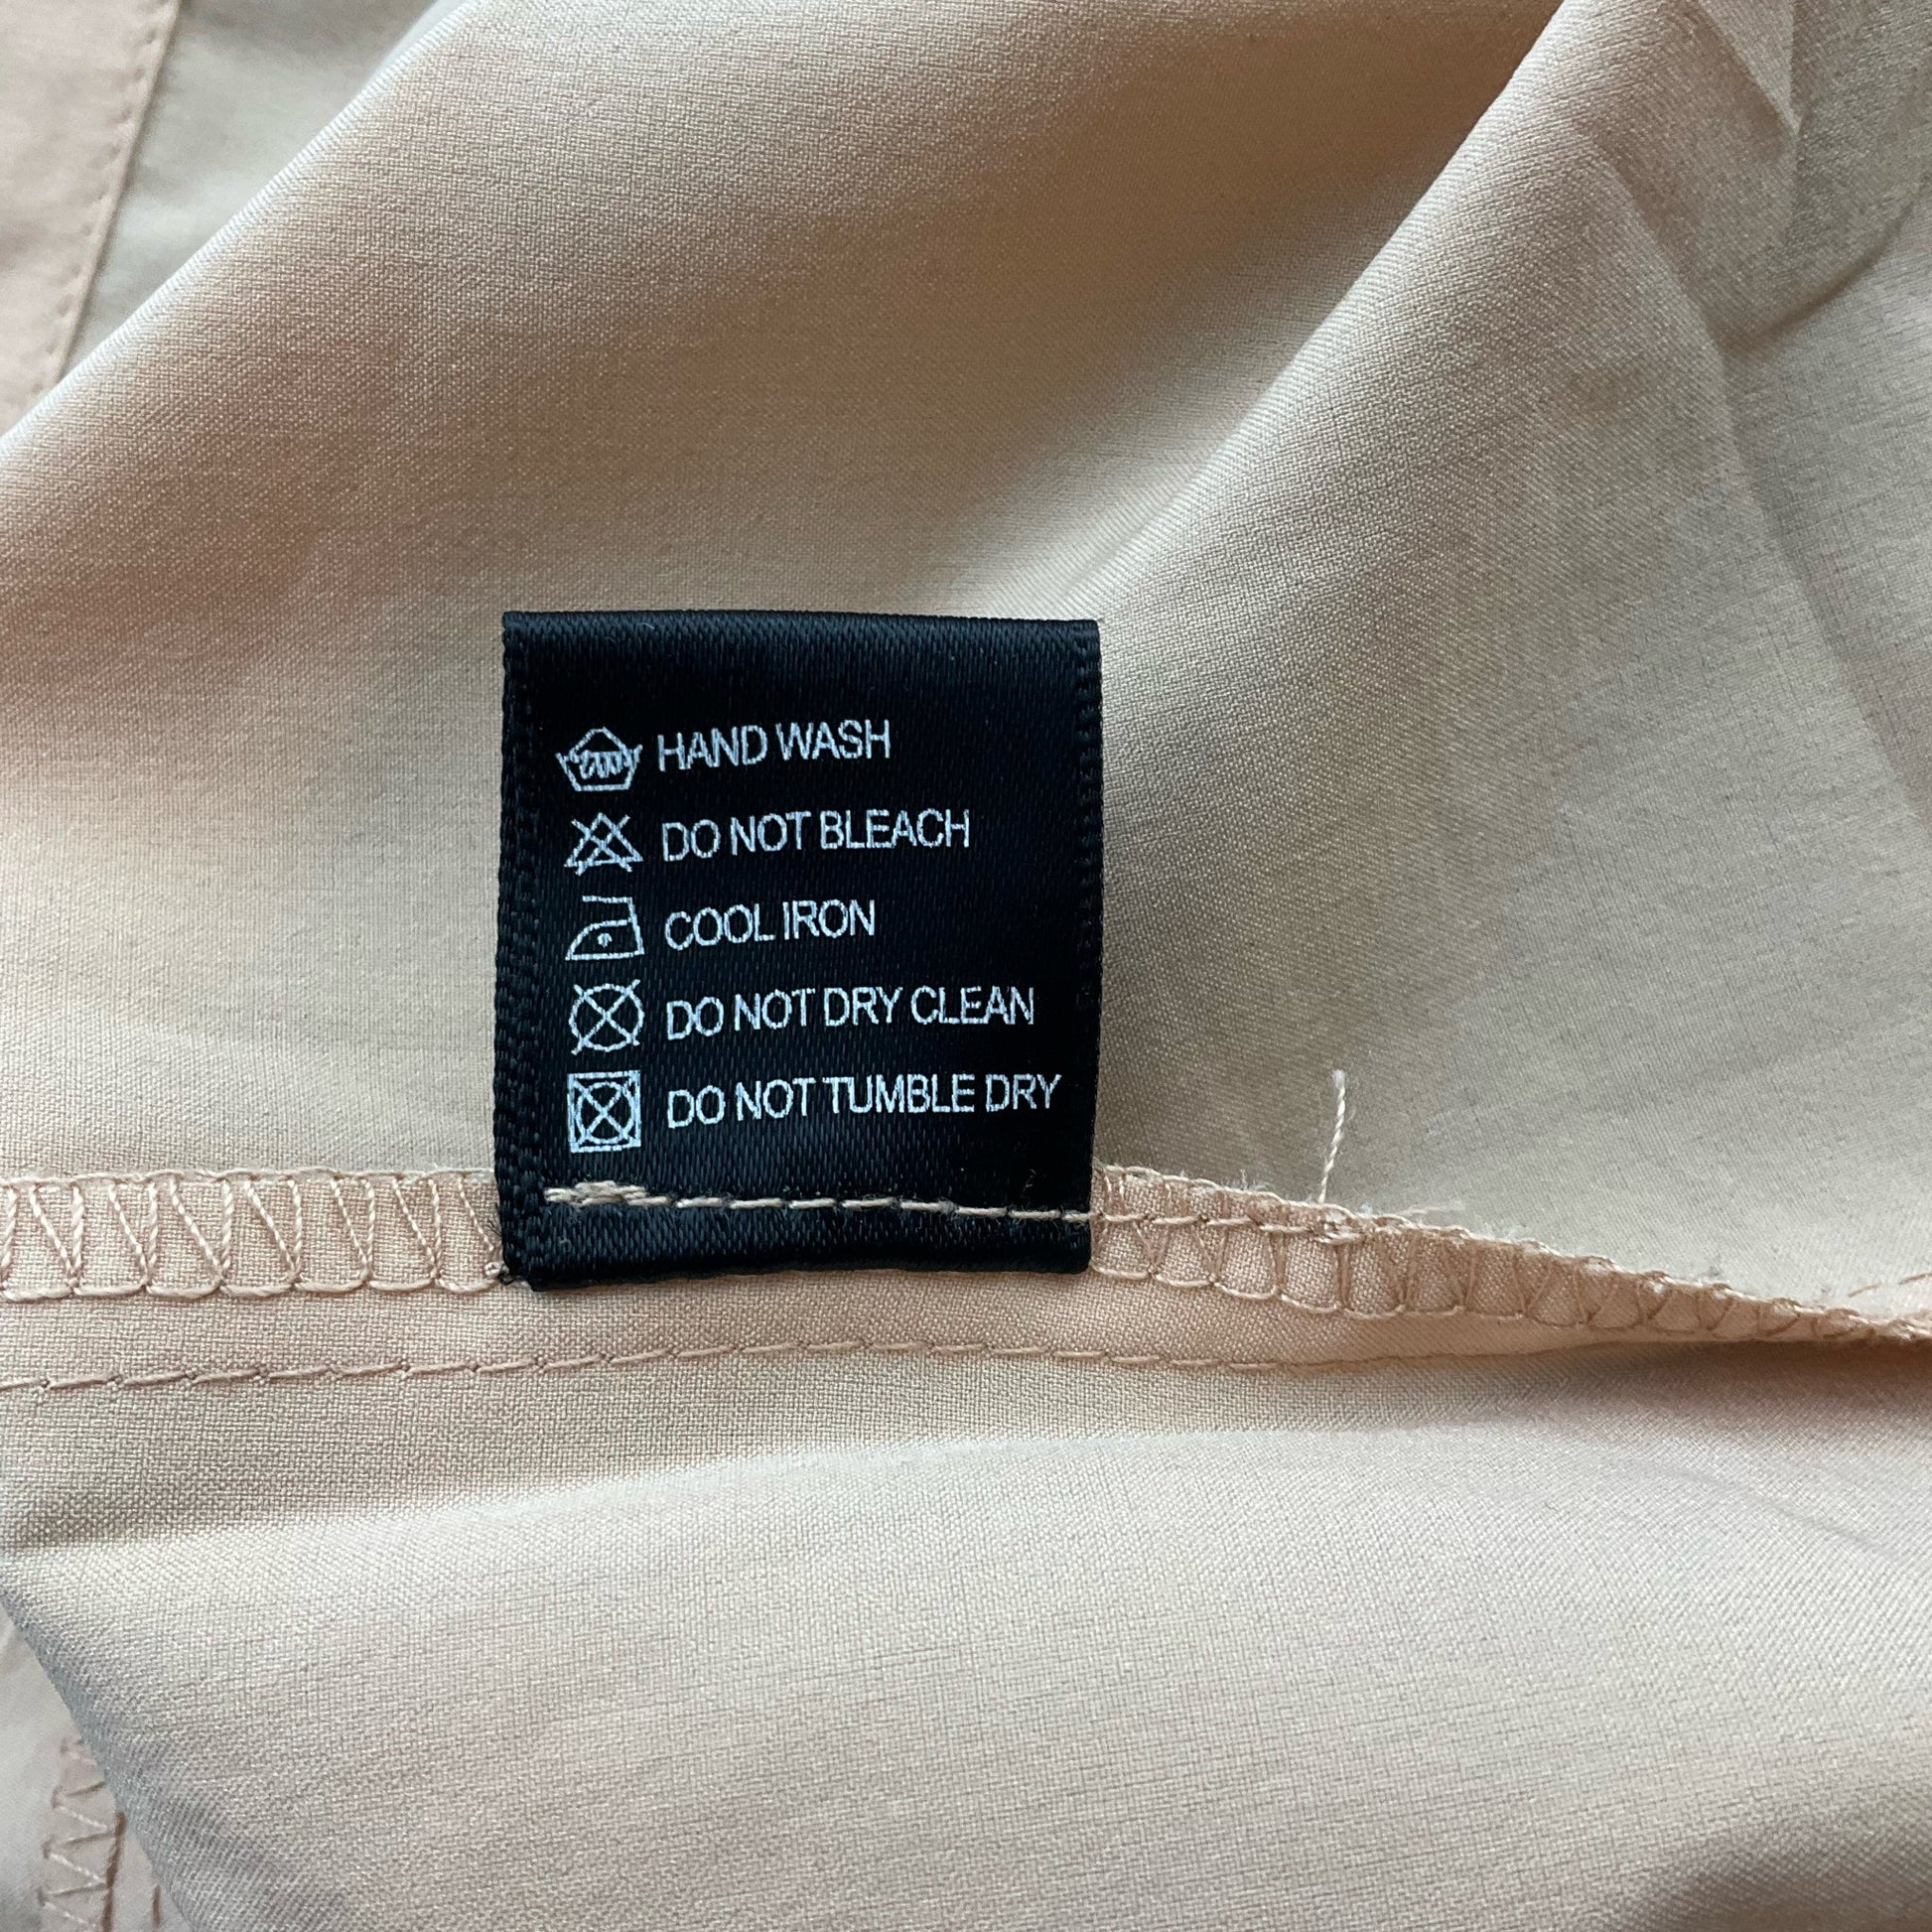 HAND WASH
DO NOT BLEACH
COOL IRON
DO NOT DRY CLEAN
DO NOT TUMBLE DRY